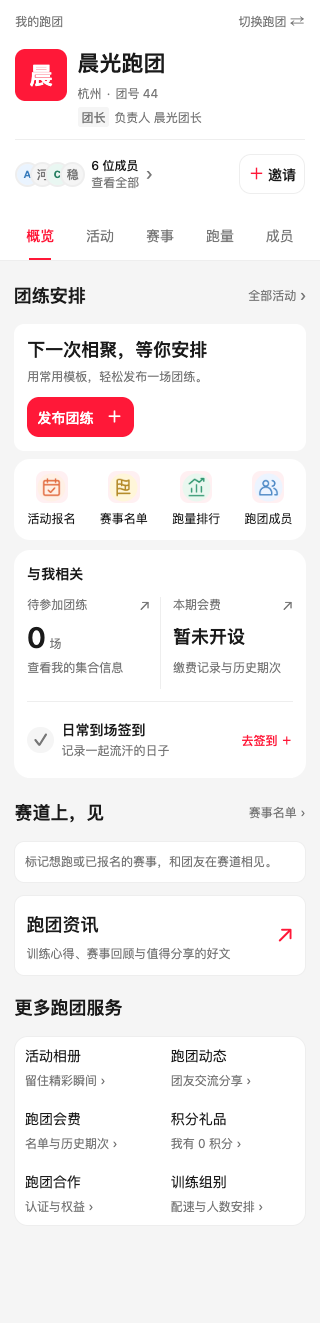 我的跑团
切换跑团 ⇄
晨
晨光跑团
杭州 · 团号 44
团长 负责人 晨光团长
A 河 C 稳
6 位成员
查看全部 ›
+ 邀请
概览 活动 赛事 跑量 成员
团练安排
全部活动 ›
下一次相聚，等你安排
用常用模板，轻松发布一场团练。
发布团练 +
活动报名 赛事名单 跑量排行 跑团成员
与我相关
待参加团练 ↗ 本期会费 ↗
0 场 暂未开设
查看我的集合信息 缴费记录与历史期次
日常到场签到
记录一起流汗的日子
去签到 +
赛道上，见
赛事名单 ›
标记想跑或已报名的赛事，和团友在赛道相见。
跑团资讯
训练心得、赛事回顾与值得分享的好文
更多跑团服务
活动相册 跑团动态
留住精彩瞬间 › 团友交流分享 ›
跑团会费 积分礼品
名单与历史期次 › 我有 0 积分 ›
跑团合作 训练组别
认证与权益 › 配速与人数安排 ›